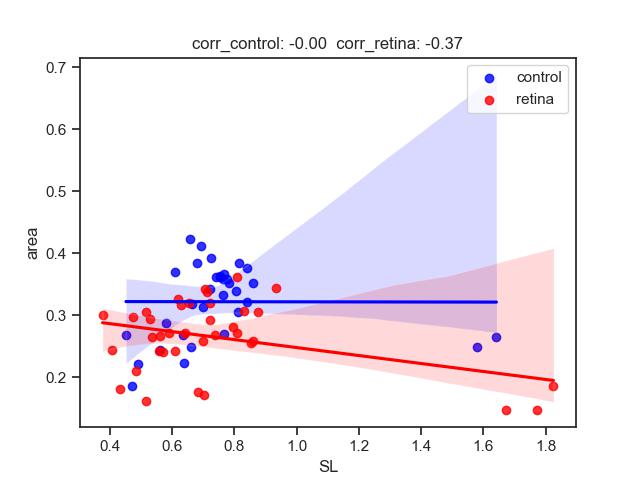 corr_control: -0.00  corr_retina: -0.37
control
retina
0.7
0.6
0.5
0.4
0.3
0.2
area
0.4 0.6 0.8 1.0 1.2 1.4 1.6 1.8
SL